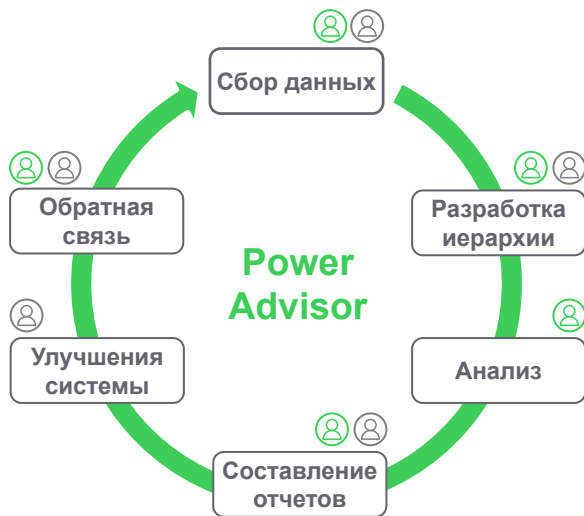 Сбор данных
Разработка
иерархии
Анализ
Составление
отчетов
Улучшения
системы
Обратная
связь
Power
Advisor